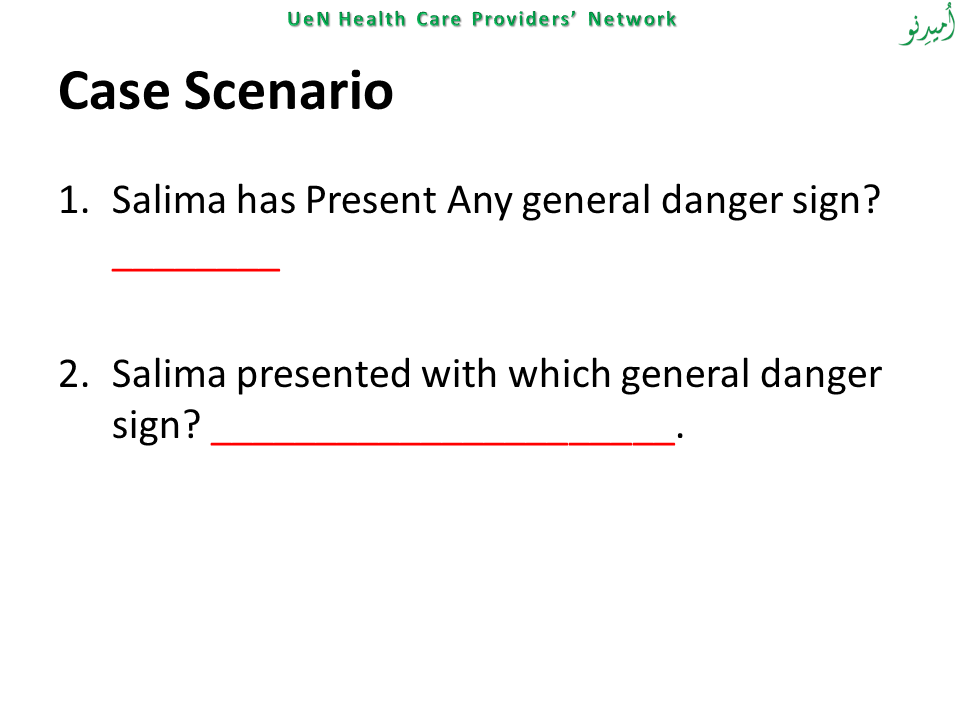 UeN Health Care Providers’ Network
اُميدِنو
Case Scenario
1. Salima has Present Any general danger sign?
________
2. Salima presented with which general danger
sign? ______________________.